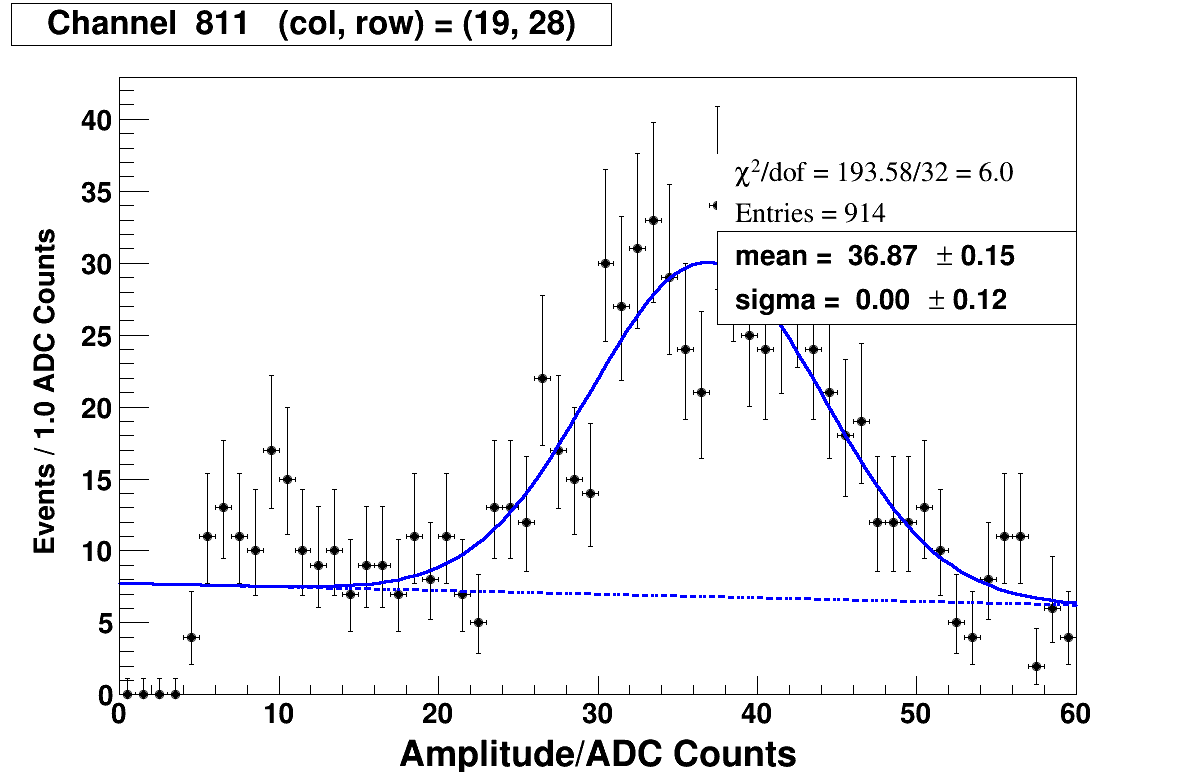 Channel 811 (col, row) = (19, 28)
χ²/dof = 193.58/32 = 6.0
Entries = 914
mean = 36.87 ± 0.15
sigma = 0.00 ± 0.12
Events / 1.0 ADC Counts
40
35
30
25
20
15
10
5
0
0 10 20 30 40 50 60
Amplitude/ADC Counts